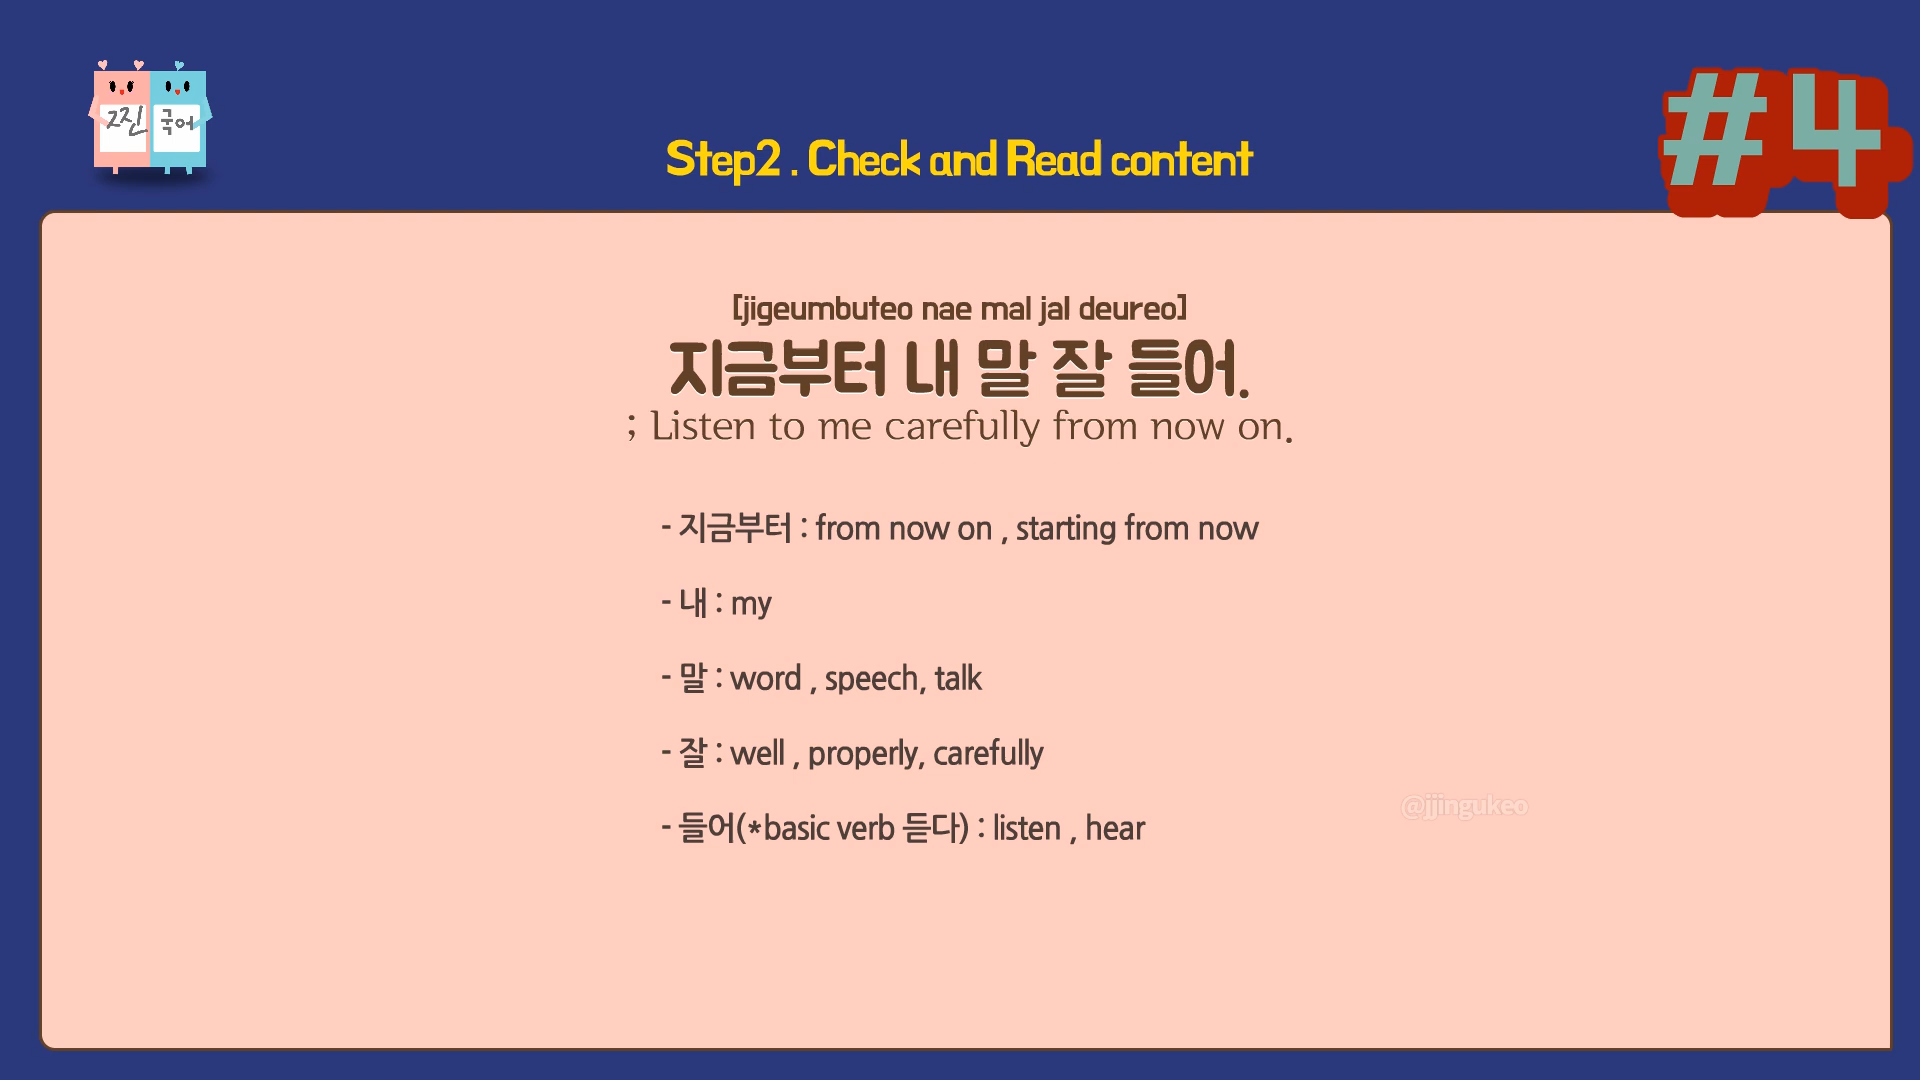 그진 국어
#4
Step2 . Check and Read content
[jigeumbuteo nae mal jal deureo]
지금부터 내 말 잘 들어.
; Listen to me carefully from now on.
- 지금부터 : from now on , starting from now
- 내 : my
- 말 : word , speech, talk
- 잘 : well , properly, carefully
- 들어(*basic verb 듣다) : listen , hear
@jjingukeo